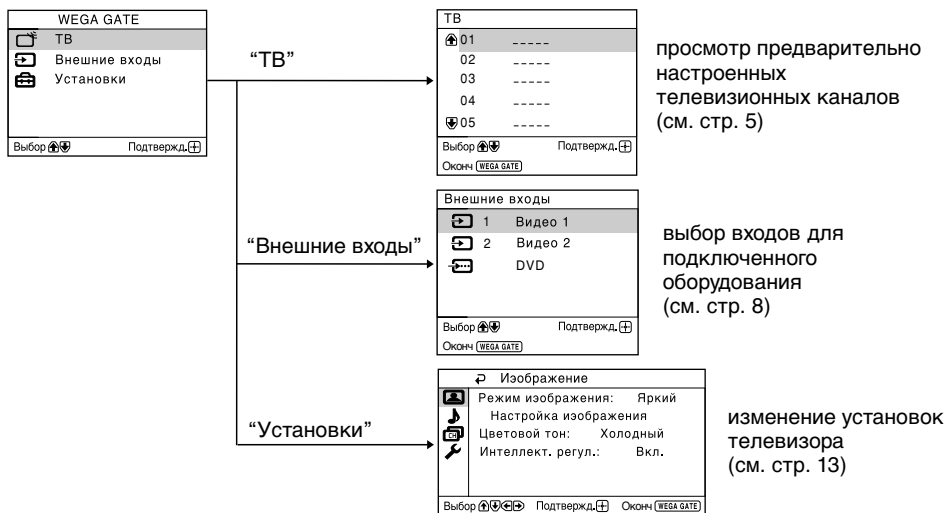 WEGA GATE
ТВ
Внешние входы
Установки
Выбор Подтвержд.
“ТВ”
ТВ
01 -----
02 -----
03 -----
04 -----
05 -----
Выбор Подтвержд.
Оконч WEGA GATE
просмотр предварительно
настроенных
телевизионных каналов
(см. стр. 5)
“Внешние входы”
Внешние входы
1 Видео 1
2 Видео 2
DVD
Выбор Подтвержд.
Оконч WEGA GATE
выбор входов для
подключенного
оборудования
(см. стр. 8)
“Установки”
Изображение
Режим изображения: Яркий
Настройка изображения
CH Цветовой тон: Холодный
Интеллект. регул.: Вкл.
Выбор Подтвержд. Оконч WEGA GATE
изменение установок
телевизора
(см. стр. 13)